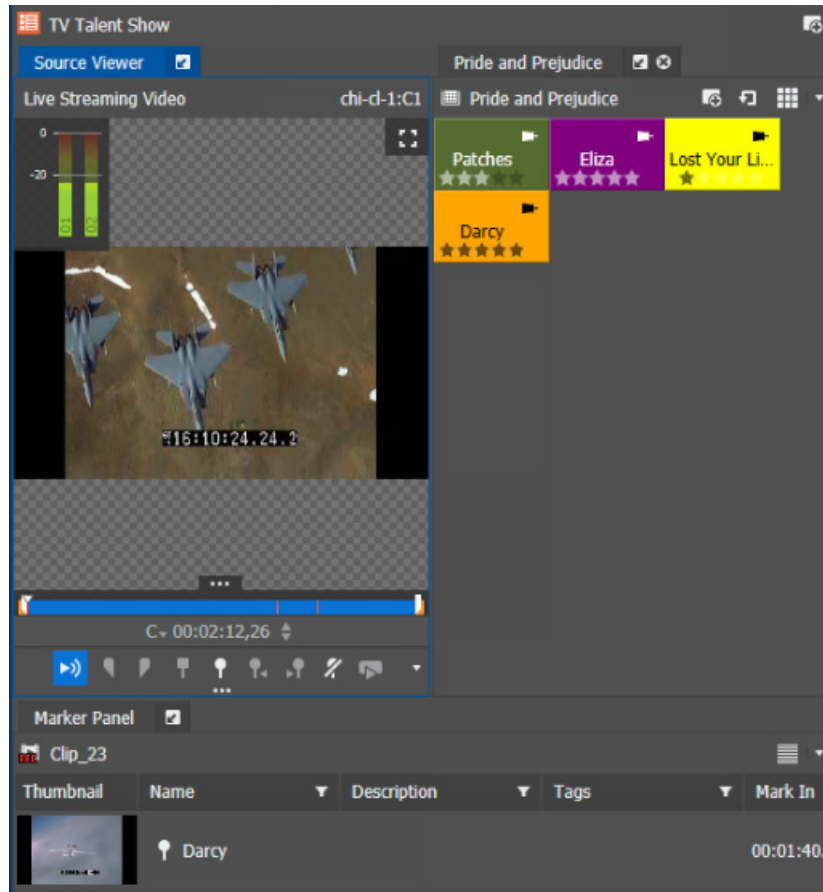 TV Talent Show
Source Viewer
Pride and Prejudice
Live Streaming Video
chi-cl-1:C1
Pride and Prejudice
0
-20
01
02
Patches
Eliza
Lost Your Li...
Darcy
16:10:24.24.2
C 00:02:12,26
Marker Panel
Clip_23
Thumbnail
Name
Description
Tags
Mark In
Darcy
00:01:40.